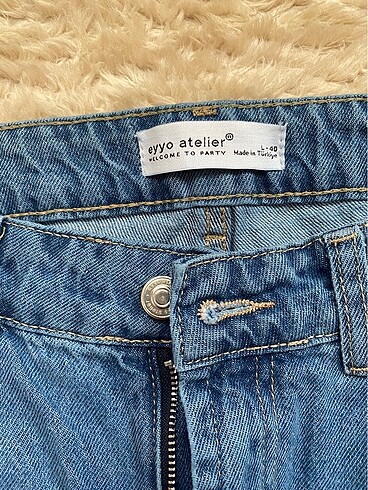 eyyo atelier®
WELCOME TO PARTY
L-40
Made in Türkiye